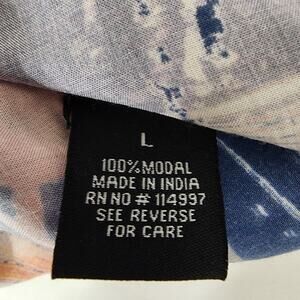 L
100% MODAL
MADE IN INDIA
RN NO # 114997
SEE REVERSE
FOR CARE